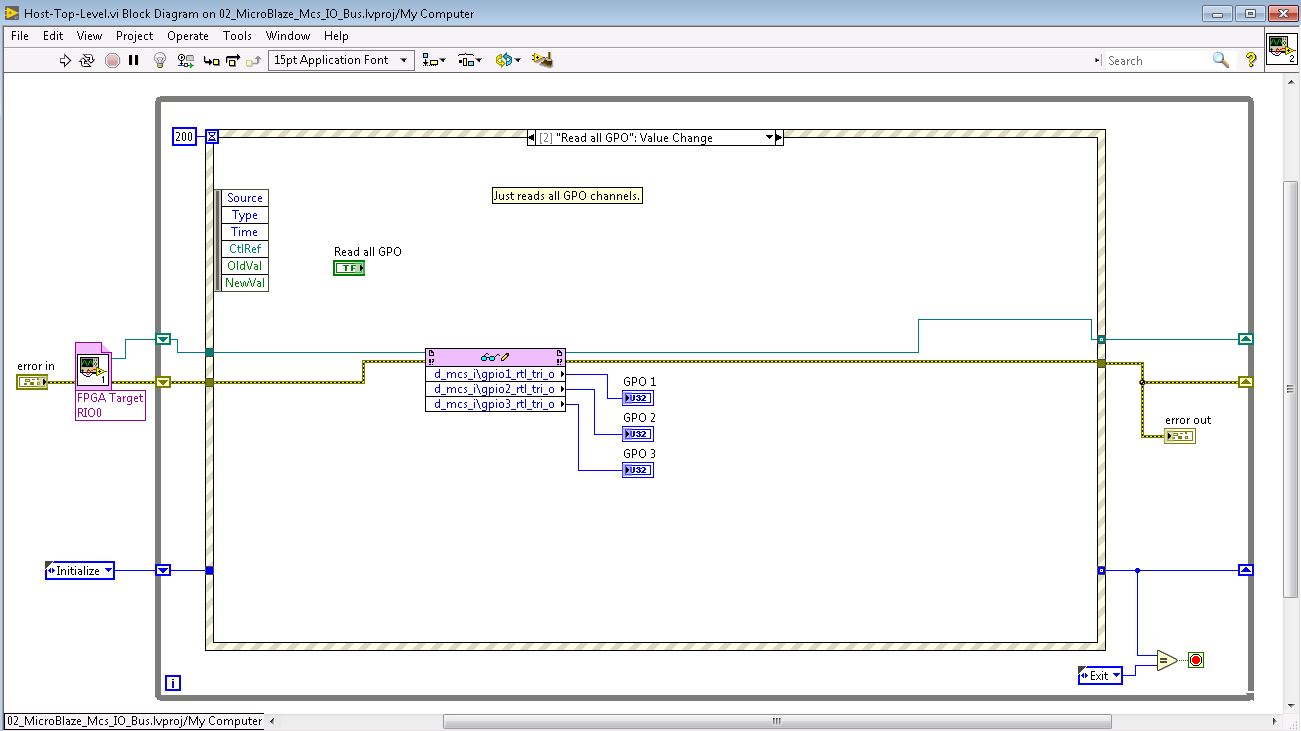 Host-Top-Level.vi Block Diagram on 02_MicroBlaze_Mcs_IO_Bus.lvproj/My Computer
File Edit View Project Operate Tools Window Help
15pt Application Font
Search
2
200
[2] "Read all GPO": Value Change
Just reads all GPO channels.
Source
Type
Time
CtlRef
OldVal
NewVal
Read all GPO
TF
error in
1
FPGA Target
RIO0
d_mcs_i\gpio1_rtl_tri_o
d_mcs_i\gpio2_rtl_tri_o
d_mcs_i\gpio3_rtl_tri_o
GPO 1
U32
GPO 2
U32
GPO 3
U32
error out
Initialize
=
Exit
i
02_MicroBlaze_Mcs_IO_Bus.lvproj/My Computer